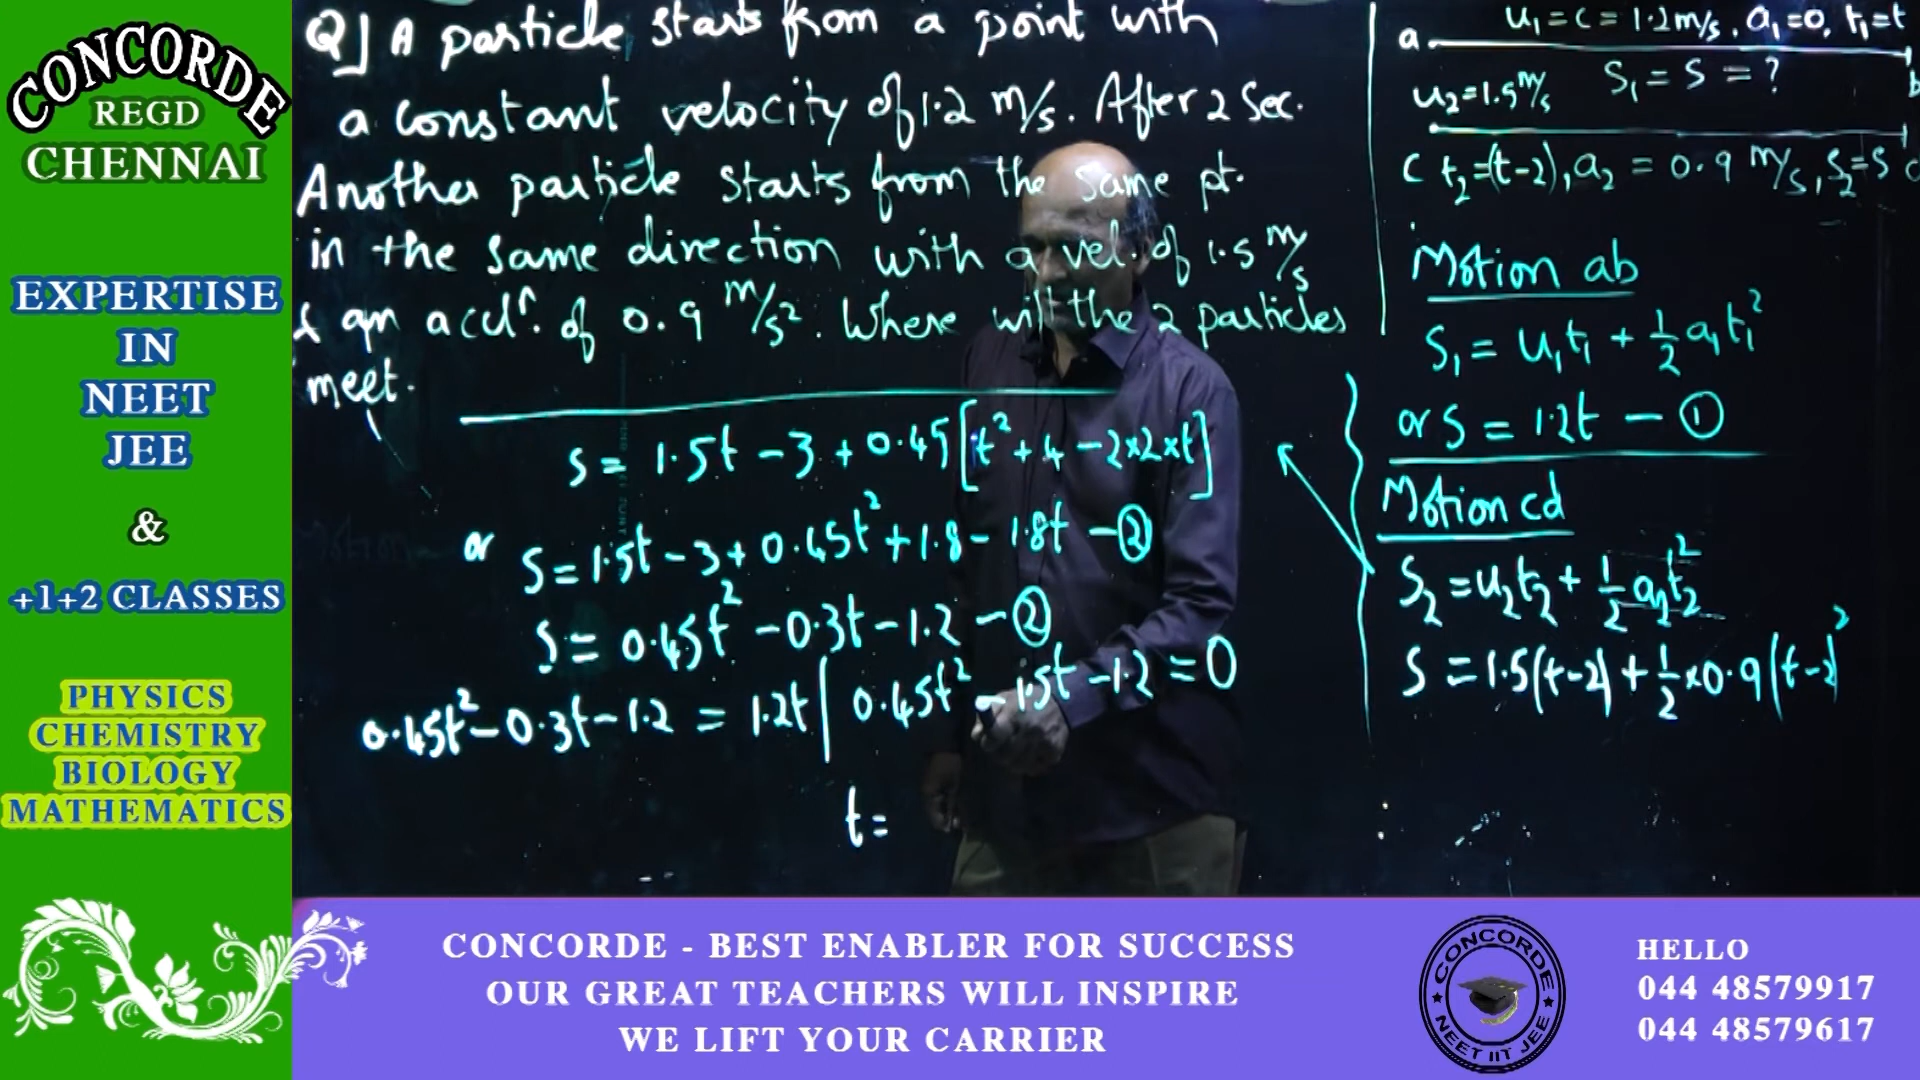 CONCORDE
REGD
CHENNAI
EXPERTISE
IN
NEET
JEE
&
+1+2 CLASSES
PHYSICS
CHEMISTRY
BIOLOGY
MATHEMATICS
Q] A particle starts from a point with
a constant velocity of 1.2 m/s. After 2 Sec.
Another particle starts from the same pt.
in the same direction with a vel. of 1.5 m/s
& an accln. of 0.9 m/s². Where will the 2 particles
meet.
S = 1.5t - 3 + 0.45 [t² + 4 - 2×2×t]
or S = 1.5t - 3 + 0.45t² + 1.8 - 1.8t - ②
S = 0.45t² - 0.3t - 1.2 - ②
0.45t² - 0.3t - 1.2 = 1.2t | 0.45t² - 1.5t - 1.2 = 0
t =
u₁ = c = 1.2 m/s, a₁ = 0, t₁ = t
a b
S₁ = S = ?
u₂ = 1.5 m/s
c t₂ = (t-2), a₂ = 0.9 m/s, S₂ = S d
Motion ab
S₁ = u₁t₁ + ½ a₁t₁²
or S = 1.2t - ①
Motion cd
S₂ = u₂t₂ + ½ a₂t₂²
S = 1.5(t-2) + ½ × 0.9 (t-2)²
CONCORDE - BEST ENABLER FOR SUCCESS
OUR GREAT TEACHERS WILL INSPIRE
WE LIFT YOUR CARRIER
CONCORDE
NEET IIT JEE
HELLO
044 48579917
044 48579617